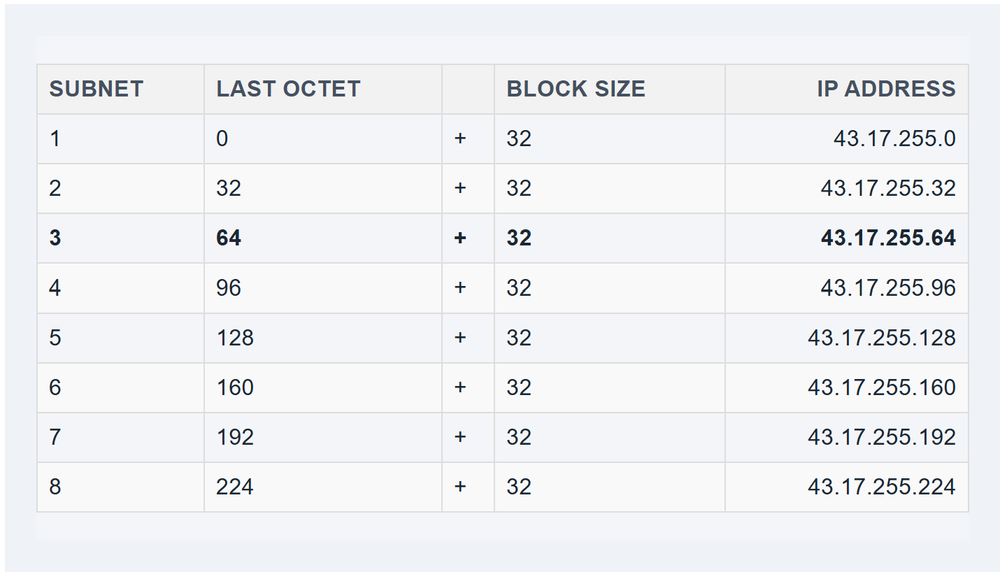 SUBNET LAST OCTET BLOCK SIZE IP ADDRESS
1 0 + 32 43.17.255.0
2 32 + 32 43.17.255.32
3 64 + 32 43.17.255.64
4 96 + 32 43.17.255.96
5 128 + 32 43.17.255.128
6 160 + 32 43.17.255.160
7 192 + 32 43.17.255.192
8 224 + 32 43.17.255.224